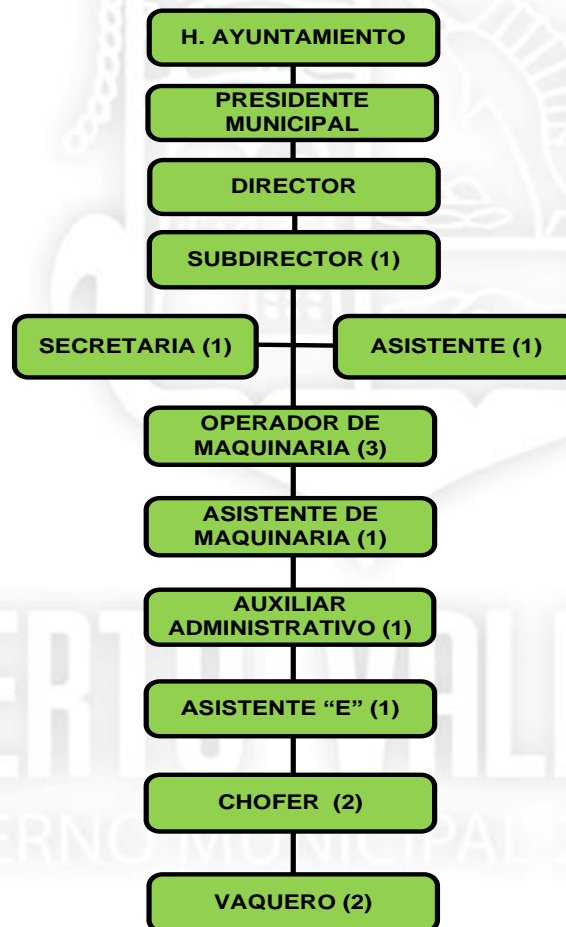 H. AYUNTAMIENTO
PRESIDENTE
MUNICIPAL
DIRECTOR
SUBDIRECTOR (1)
SECRETARIA (1)
ASISTENTE (1)
OPERADOR DE
MAQUINARIA (3)
ASISTENTE DE
MAQUINARIA (1)
AUXILIAR
ADMINISTRATIVO (1)
ASISTENTE “E” (1)
CHOFER (2)
VAQUERO (2)